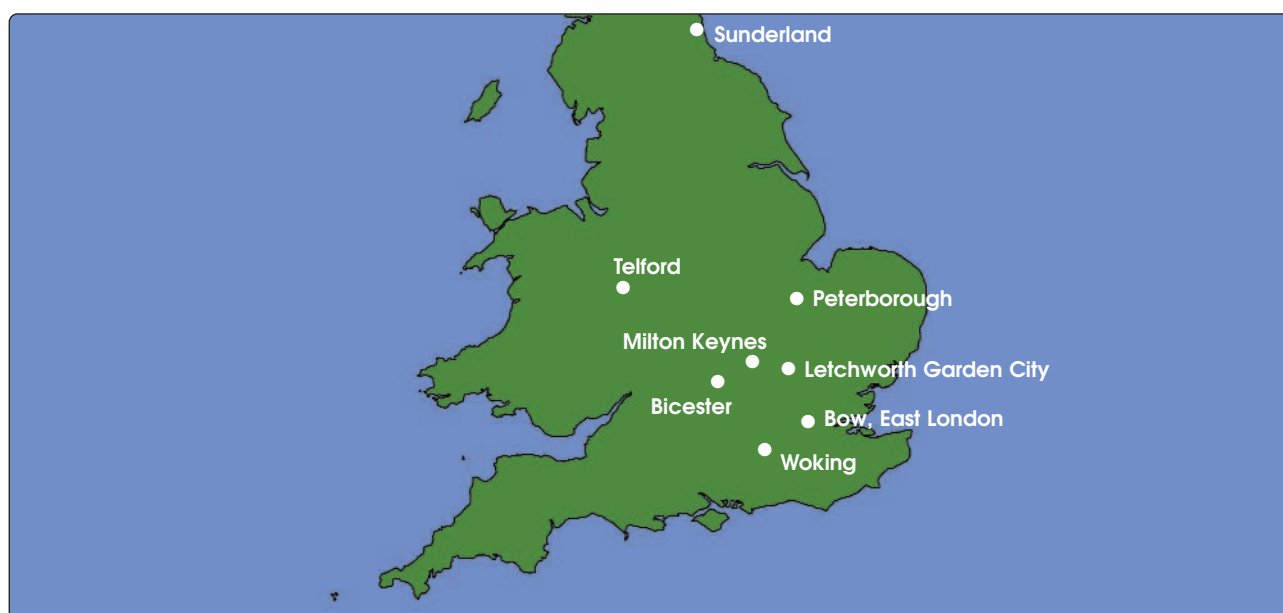 Sunderland
Telford
Peterborough
Milton Keynes
Letchworth Garden City
Bicester
Bow, East London
Woking